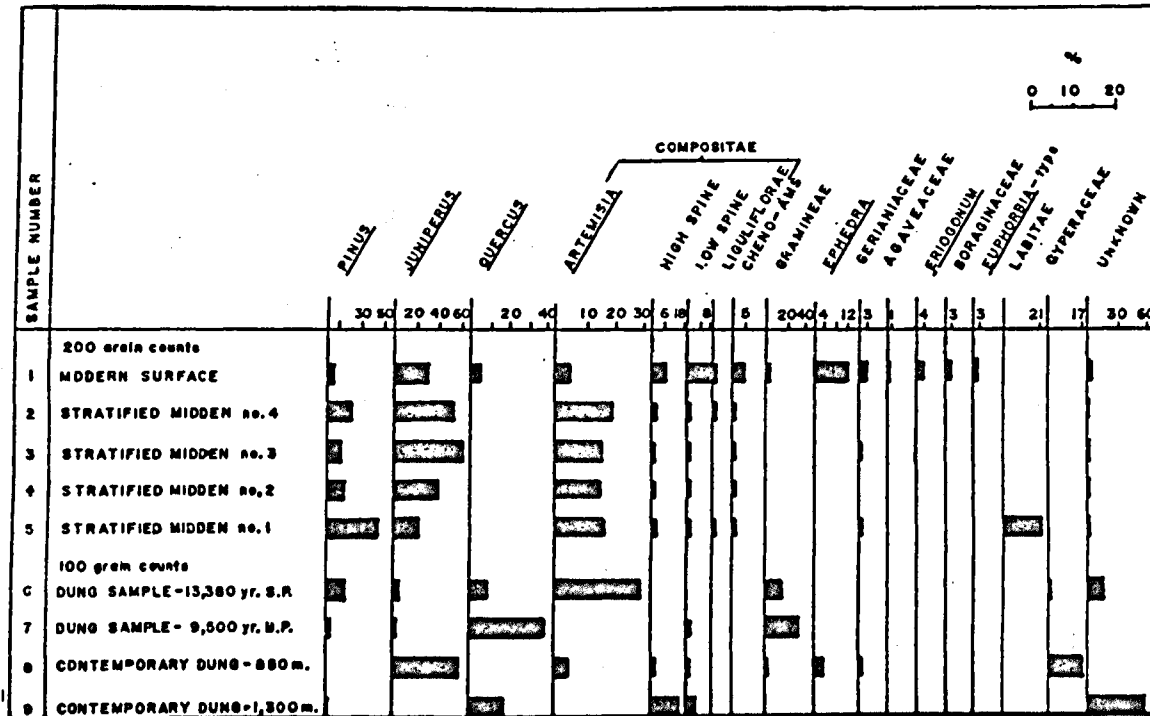 %
0 10 20
COMPOSITAE
SAMPLE NUMBER
PINUS
JUNIPERUS
QUERCUS
ARTEMISIA
HIGH SPINE
LOW SPINE
LIGULIFLORAE
CHENO-AMS
GRAMINEAE
EPHEDRA
GERIANIACEAE
AGAVEACEAE
ERIOGONUM
BORAGINACEAE
EUPHORBIA-type
LABITAE
CYPERACEAE
UNKNOWN
30 50 20 40 60 20 40 10 20 30 6 18 8 5 20 40 4 12 3 1 4 3 3 21 17 30 60
200 grain counts
1 MODERN SURFACE
2 STRATIFIED MIDDEN no. 4
3 STRATIFIED MIDDEN no. 3
4 STRATIFIED MIDDEN no. 2
5 STRATIFIED MIDDEN no. 1
100 grain counts
C DUNG SAMPLE-13,380 yr. B.P.
7 DUNG SAMPLE - 9,500 yr. B.P.
8 CONTEMPORARY DUNG-880 m.
9 CONTEMPORARY DUNG-1,300 m.